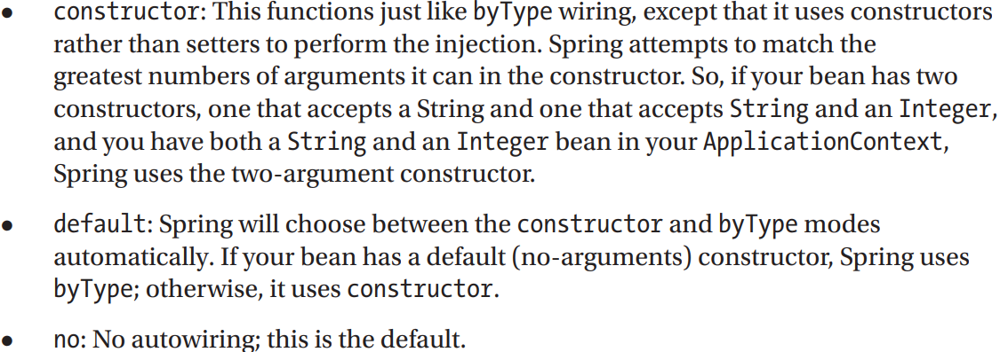 • constructor: This functions just like byType wiring, except that it uses constructors
rather than setters to perform the injection. Spring attempts to match the
greatest numbers of arguments it can in the constructor. So, if your bean has two
constructors, one that accepts a String and one that accepts String and an Integer,
and you have both a String and an Integer bean in your ApplicationContext,
Spring uses the two-argument constructor.
• default: Spring will choose between the constructor and byType modes
automatically. If your bean has a default (no-arguments) constructor, Spring uses
byType; otherwise, it uses constructor.
• no: No autowiring; this is the default.